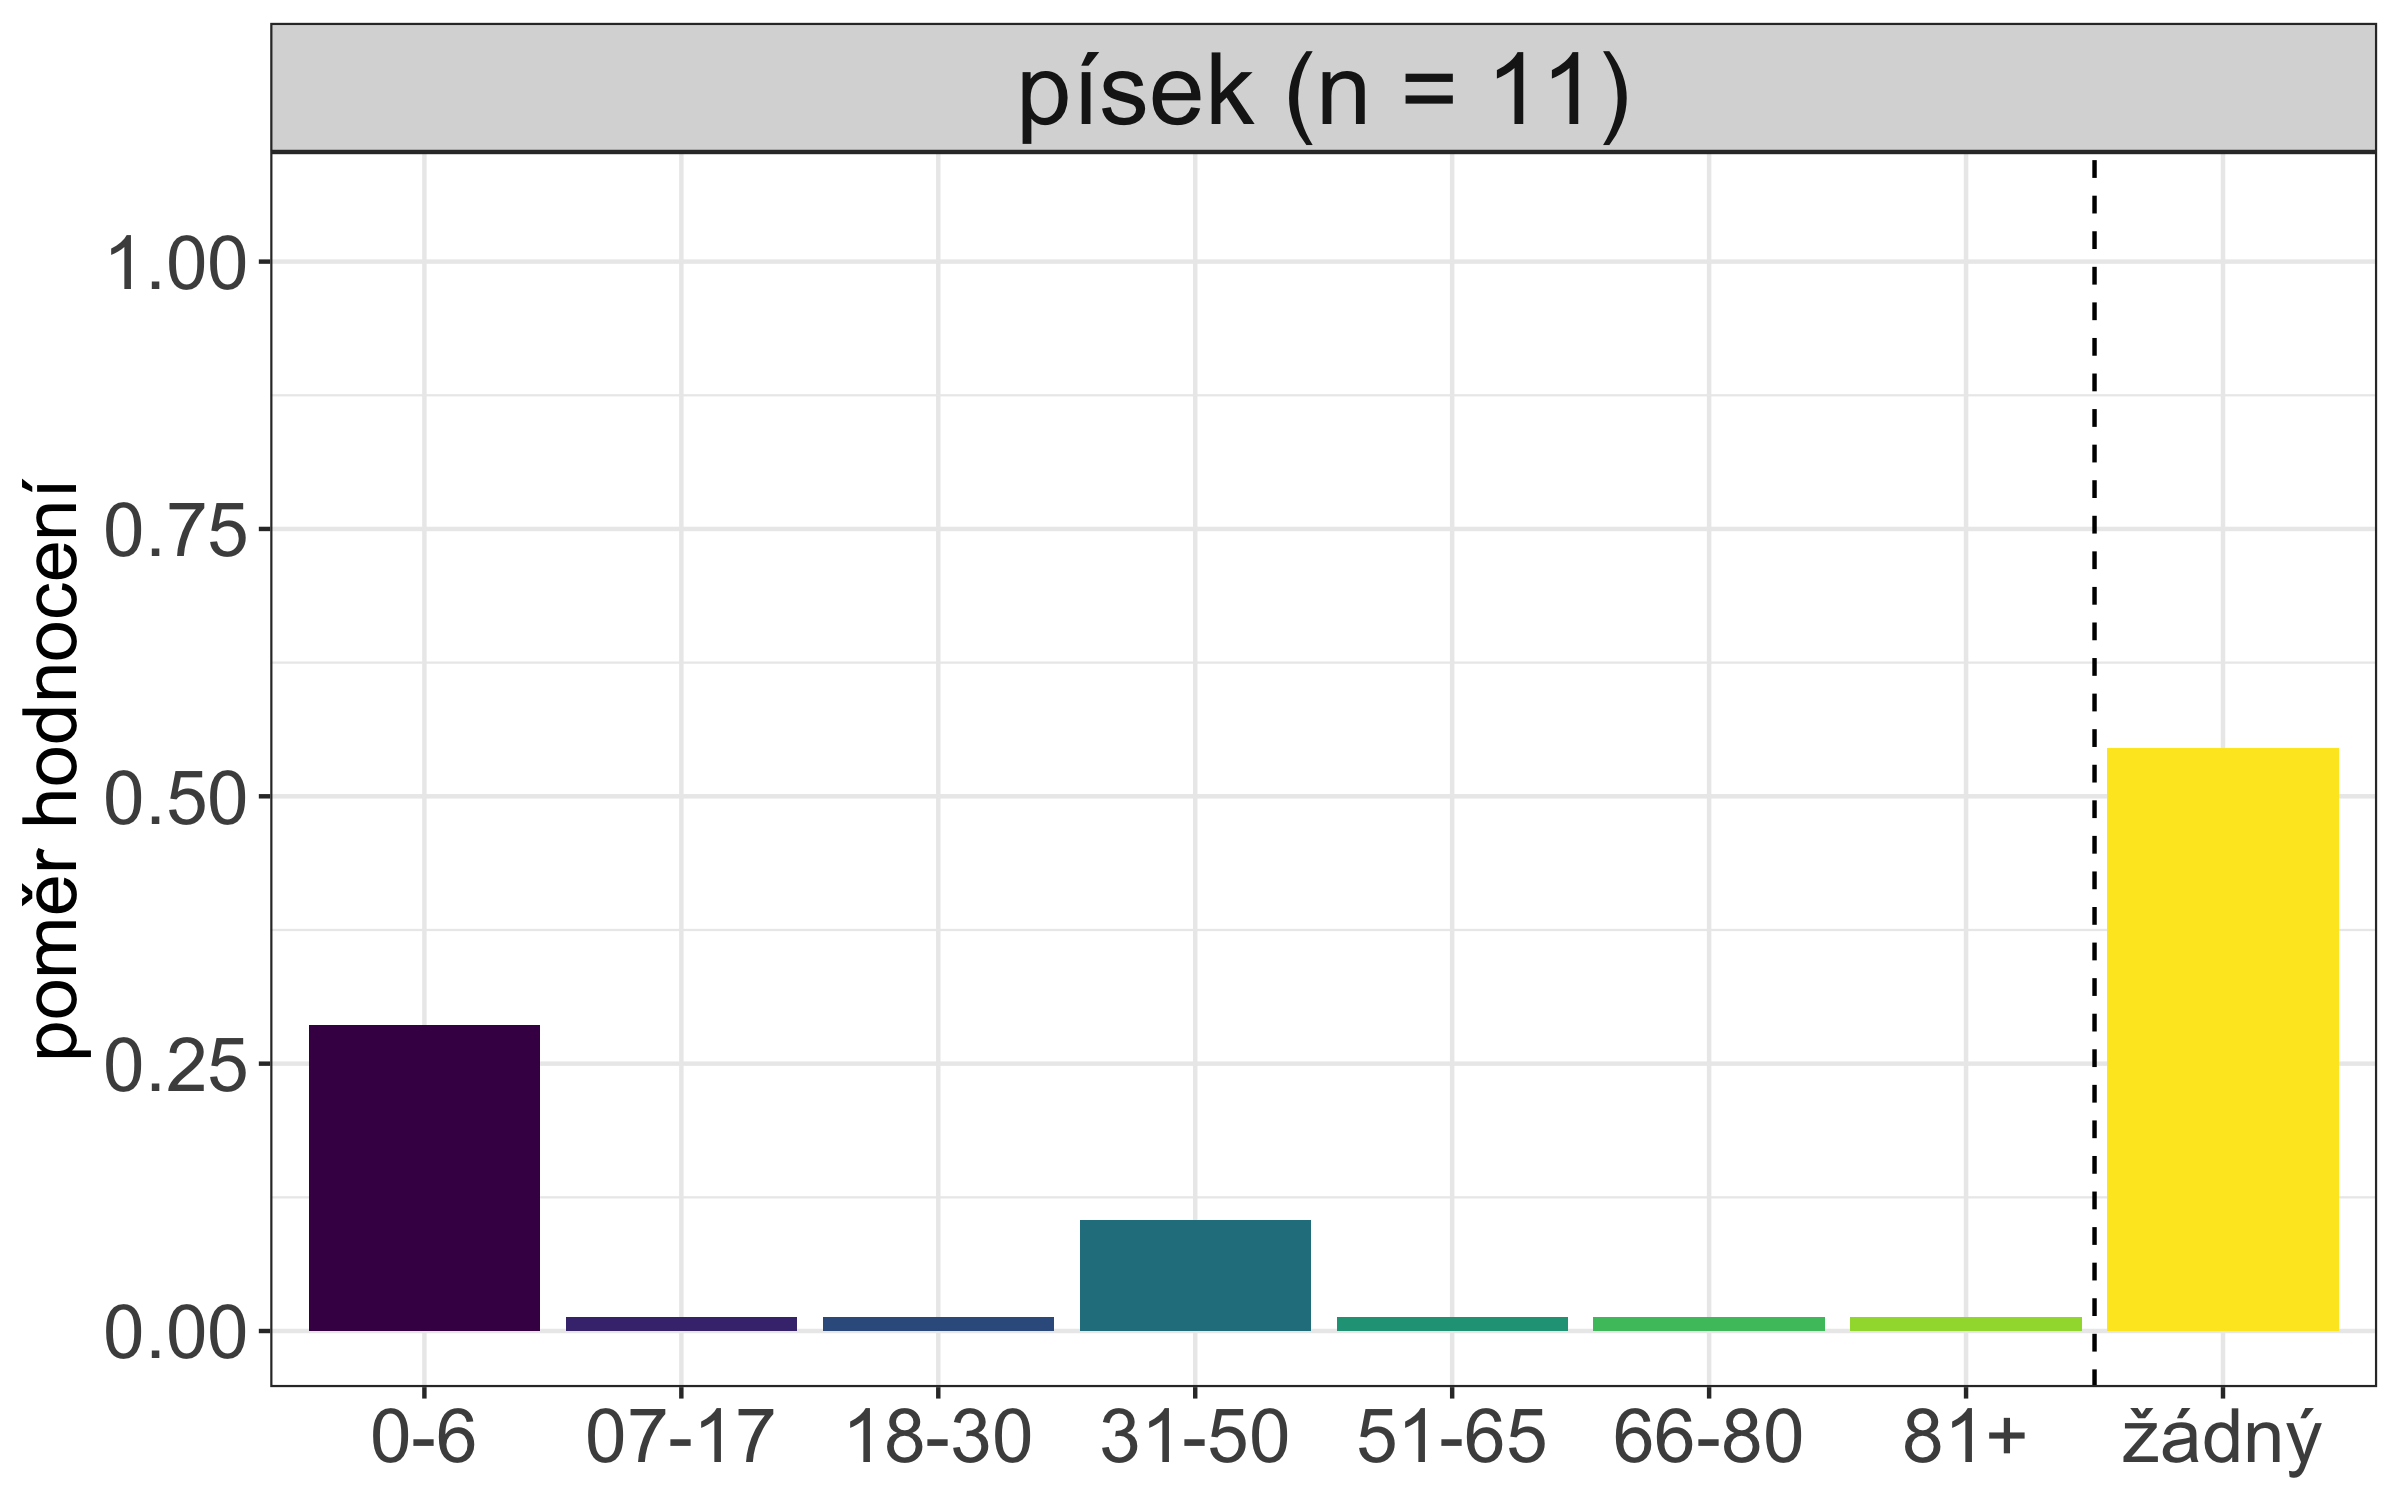 písek (n = 11)
poměr hodnocení
1.00
0.75
0.50
0.25
0.00
0-6 07-17 18-30 31-50 51-65 66-80 81+ žádný